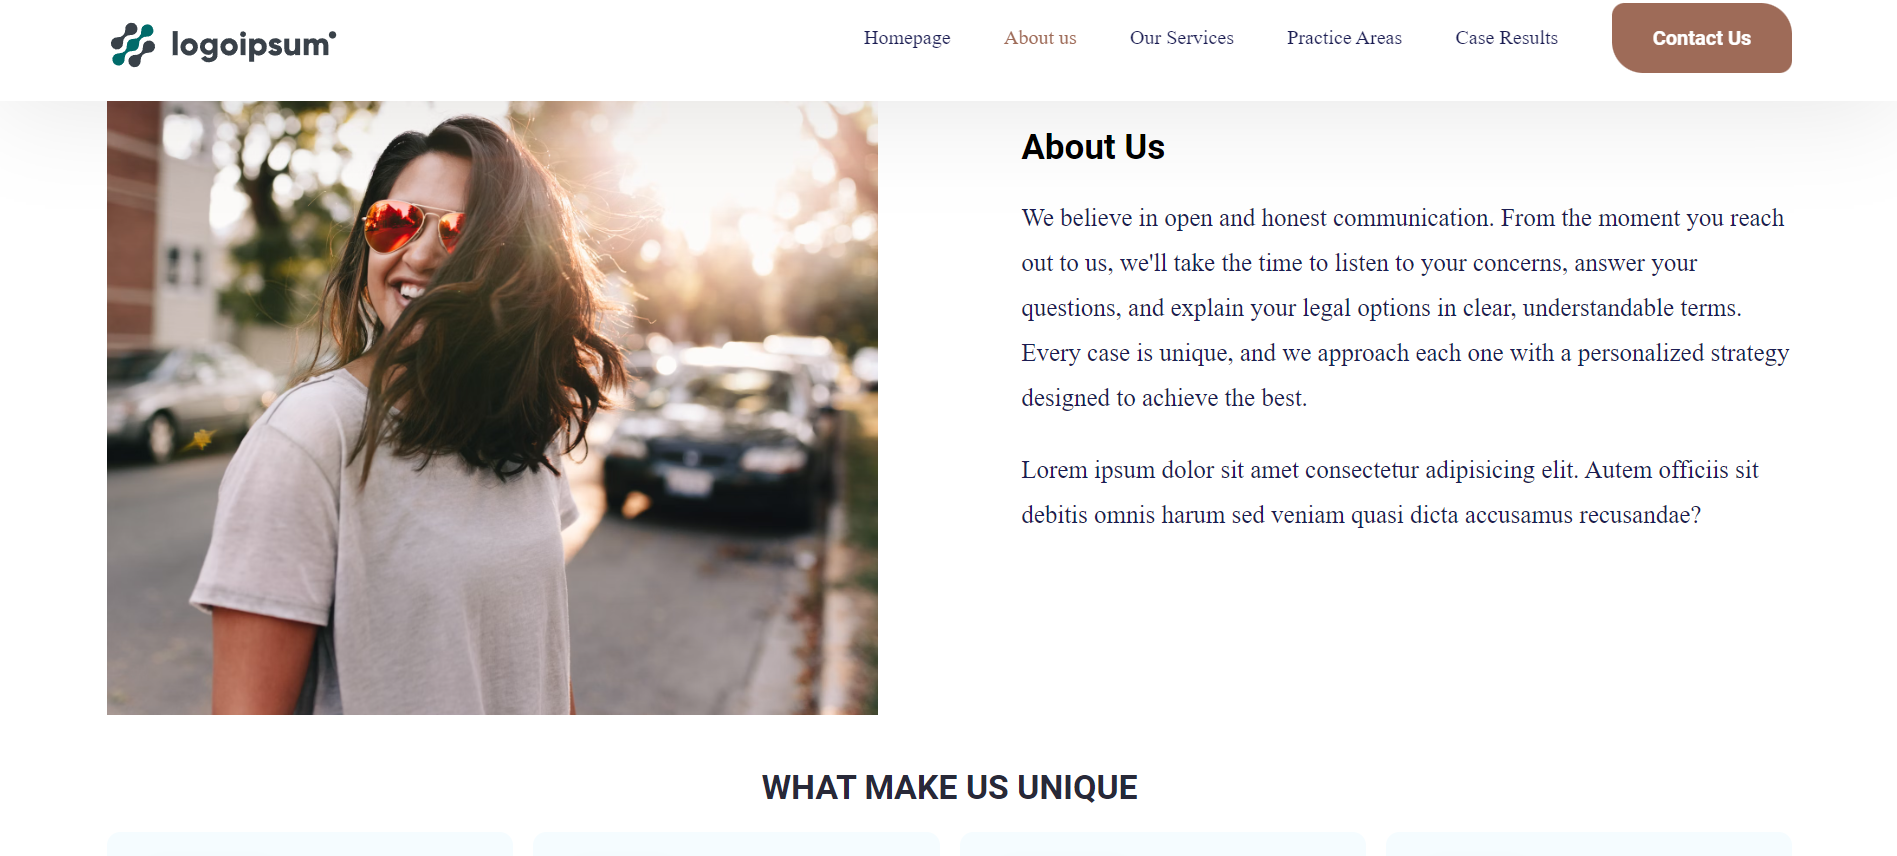 logoipsum
Homepage
About us
Our Services
Practice Areas
Case Results
Contact Us
About Us
We believe in open and honest communication. From the moment you reach
out to us, we'll take the time to listen to your concerns, answer your
questions, and explain your legal options in clear, understandable terms.
Every case is unique, and we approach each one with a personalized strategy
designed to achieve the best.
Lorem ipsum dolor sit amet consectetur adipisicing elit. Autem officiis sit
debitis omnis harum sed veniam quasi dicta accusamus recusandae?
WHAT MAKE US UNIQUE